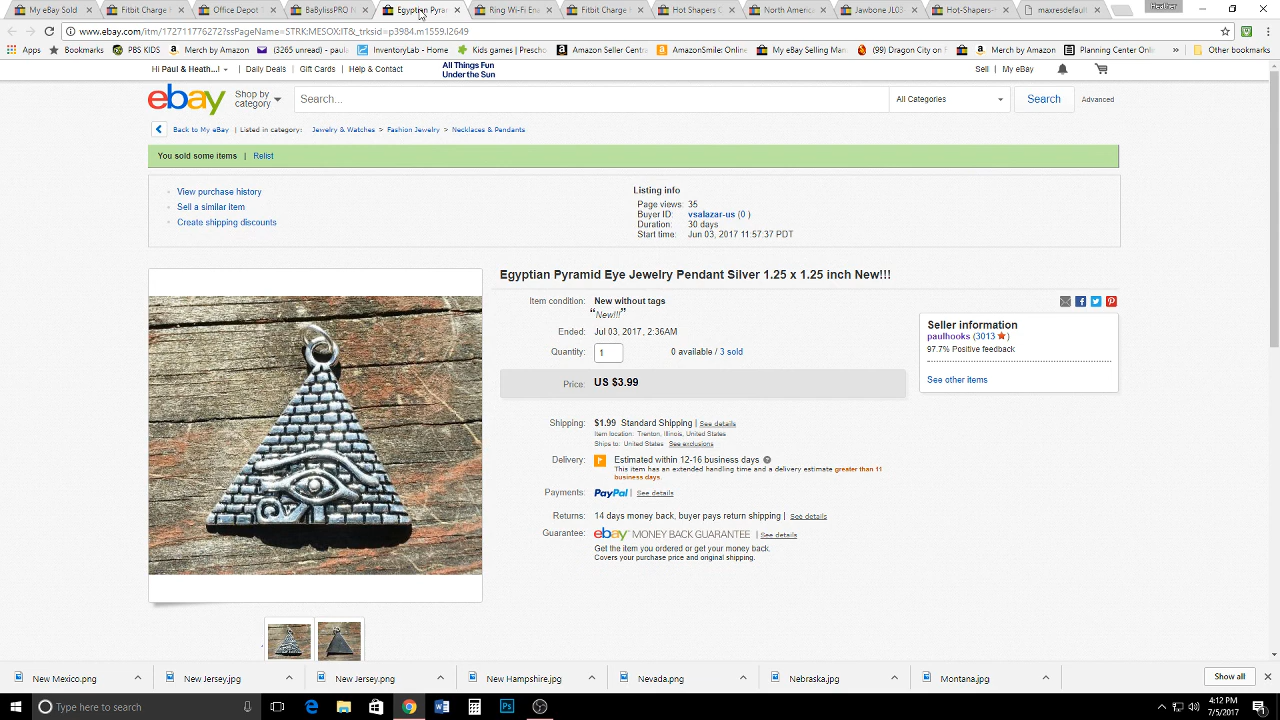 My eBay Sold
Fitbit Charge
Office Depot
BaBylissPRO N
Egyptian Pyra
Ring Wi-Fi Ena
Fitbit Charge
Hot Shapers C
North America
Jawbone JLC
Hot-Shapers-
maxresdefaul
www.ebay.com/itm/172711776272?ssPageName=STRK:MESOX:IT&_trksid=p3984.m1559.l2649
Apps
Bookmarks
PBS KIDS
(3265 unread) - paul
InventoryLab - Home
Kids games | Presch
Amazon Seller Centr
AmazonSmile: Online
My eBay Selling Man
(99) Dragon City on
Merch by Amazon
Planning Center Onlin
Other bookmarks
Hi Paul & Heath...!
Daily Deals
Gift Cards
Help & Contact
All Things Fun
Under the Sun
Sell
My eBay
ebay
Shop by
category
Search...
All Categories
Search
Advanced
Back to My eBay | Listed in category: Jewelry & Watches > Fashion Jewelry > Necklaces & Pendants
You sold some items | Relist
View purchase history
Sell a similar item
Create shipping discounts
Listing info
Page views: 35
Buyer ID: vsalazar-us (0 )
Duration: 30 days
Start time: Jun 03, 2017 11:57:37 PDT
Egyptian Pyramid Eye Jewelry Pendant Silver 1.25 x 1.25 inch New!!!
Item condition: New without tags
“New!!!”
Ended: Jul 03, 2017 , 2:36AM
Quantity: 1 0 available / 3 sold
Price: US $3.99
Shipping: $1.99 Standard Shipping | See details
Item location: Trenton, Illinois, United States
Ships to: United States See exclusions
Delivery: Estimated within 12-16 business days
This item has an extended handling time and a delivery estimate greater than 11
business days.
Payments: PayPal | See details
Returns: 14 days money back, buyer pays return shipping | See details
Guarantee: ebay MONEY BACK GUARANTEE | See details
Get the item you ordered or get your money back.
Covers your purchase price and original shipping.
Seller information
paulhooks (3013 )
97.7% Positive feedback
See other items
New Mexico.png
New Jersey.jpg
New Jersey.png
New Hampshire.jpg
Nevada.png
Nebraska.jpg
Montana.jpg
Show all
Type here to search
4:12 PM
7/5/2017